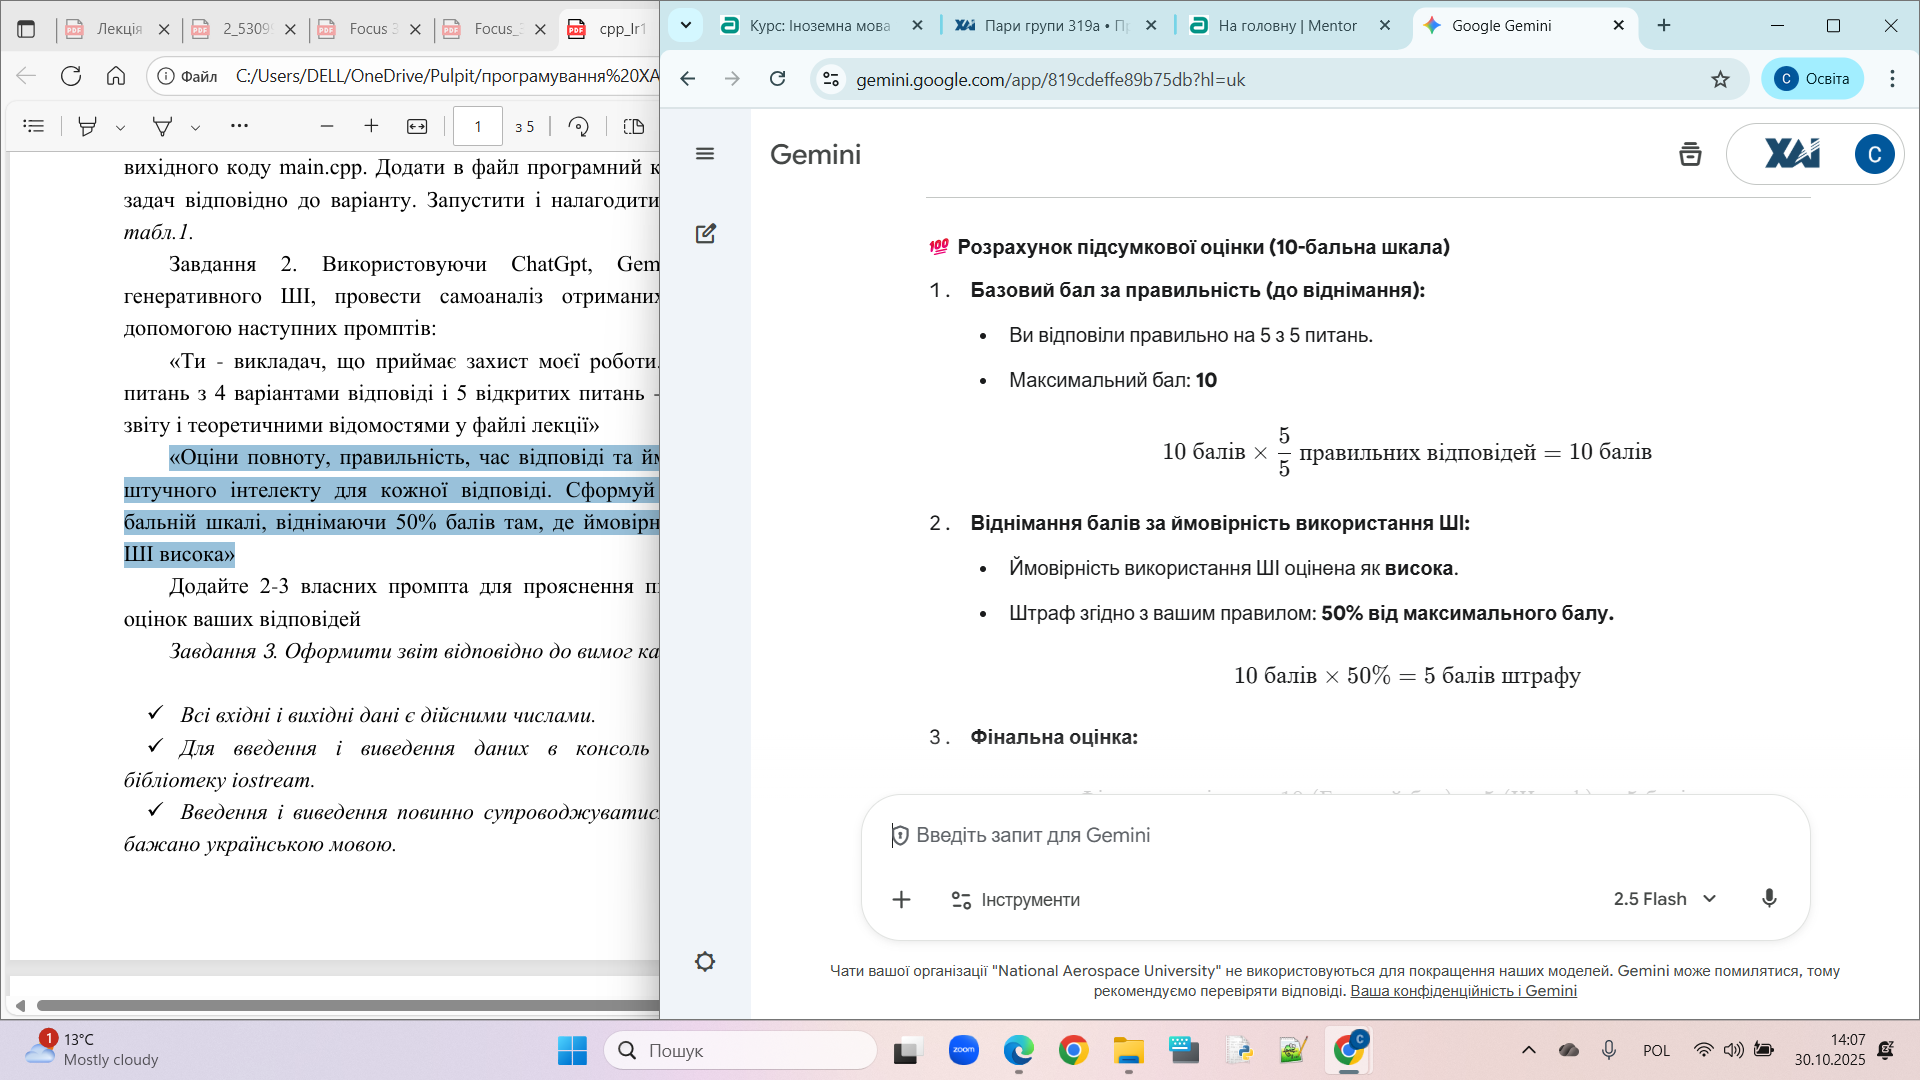 Лекція
2_5309
Focus 3
Focus_3
cpp_lr1
Файл
C:/Users/DELL/OneDrive/Pulpit/програмування%20ХА
1
з 5
вихідного коду main.cpp. Додати в файл програмний к
задач відповідно до варіанту. Запустити і налагодити
табл.1.
Завдання 2. Використовуючи ChatGpt, Gem
генеративного ШІ, провести самоаналіз отриманих
допомогою наступних промптів:
«Ти - викладач, що приймає захист моєї роботи.
питань з 4 варіантами відповіді і 5 відкритих питань -
звіту і теоретичними відомостями у файлі лекції»
«Оціни повноту, правильність, час відповіді та йм
штучного інтелекту для кожної відповіді. Сформуй
бальній шкалі, віднімаючи 50% балів там, де ймовірн
ШІ висока»
Додайте 2-3 власних промпта для прояснення п
оцінок ваших відповідей
Завдання 3. Оформити звіт відповідно до вимог ка
✓ Всі вхідні і вихідні дані є дійсними числами.
✓ Для введення і виведення даних в консоль
бібліотеку iostream.
✓ Введення і виведення повинно супроводжуватис
бажано українською мовою.
Курс: Іноземна мова
Пари групи 319а • Пр
На головну | Mentor
Google Gemini
gemini.google.com/app/819cdeffe89b75db?hl=uk
С Освіта
Gemini
XAI
С
💯 Розрахунок підсумкової оцінки (10-бальна шкала)
1. Базовий бал за правильність (до віднімання):
• Ви відповіли правильно на 5 з 5 питань.
• Максимальний бал: 10
10 балів × 5/5 правильних відповідей = 10 балів
2. Віднімання балів за ймовірність використання ШІ:
• Ймовірність використання ШІ оцінена як висока.
• Штраф згідно з вашим правилом: 50% від максимального балу.
10 балів × 50% = 5 балів штрафу
3. Фінальна оцінка:
Введіть запит для Gemini
Інструменти
2.5 Flash
Чати вашої організації "National Aerospace University" не використовуються для покращення наших моделей. Gemini може помилятися, тому
рекомендуємо перевіряти відповіді. Ваша конфіденційність і Gemini
1
13°C
Mostly cloudy
Пошук
zoom
C
POL
14:07
30.10.2025